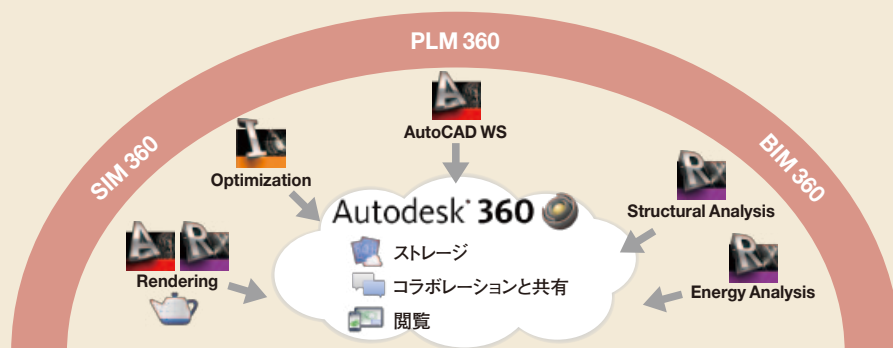 PLM 360
SIM 360
BIM 360
AutoCAD WS
Optimization
Structural Analysis
Rendering
Energy Analysis
Autodesk® 360
ストレージ
コラボレーションと共有
閲覧